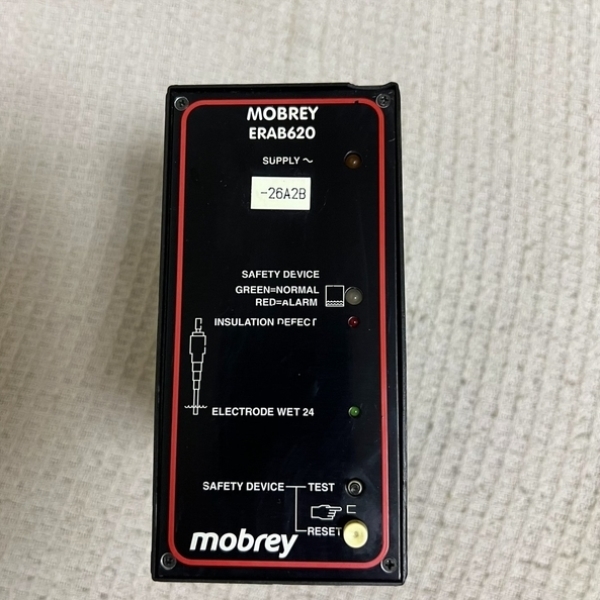 MOBREY
ERAB620
SUPPLY ~
-26A2B
SAFETY DEVICE
GREEN=NORMAL
RED=ALARM
INSULATION DEFECT
ELECTRODE WET 24
SAFETY DEVICE TEST
RESET
mobrey